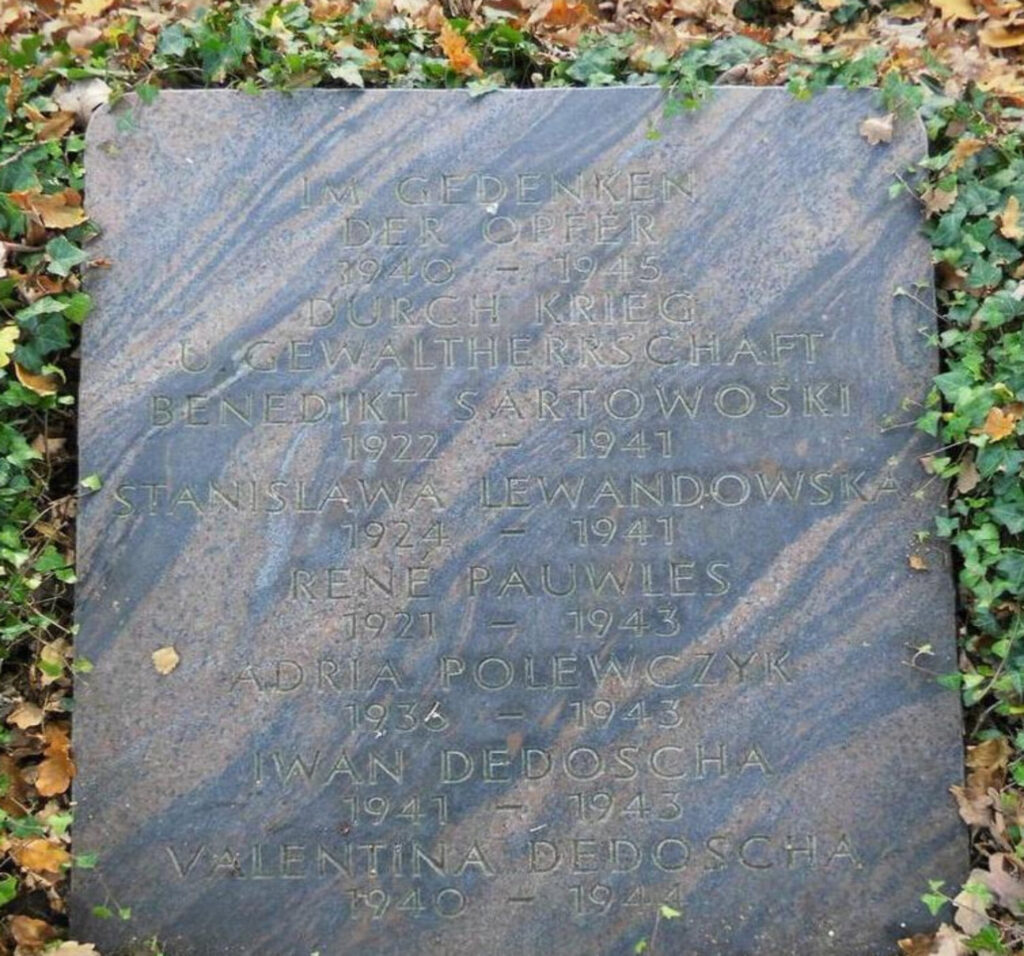 IM GEDENKEN
DER OPFER
1940 – 1945
DURCH KRIEG
U. GEWALTHERRSCHAFT
BENEDIKT SARTOWOSKI
1922 – 1941
STANISLAWA LEWANDOWSKA
1924 – 1941
RENÉ PAUWLES
1921 – 1943
ADRIA POLEWCZYK
1936 – 1943
IWAN DEDOSCHA
1941 – 1943
VALENTINA DEDOSCHA
1940 – 1944